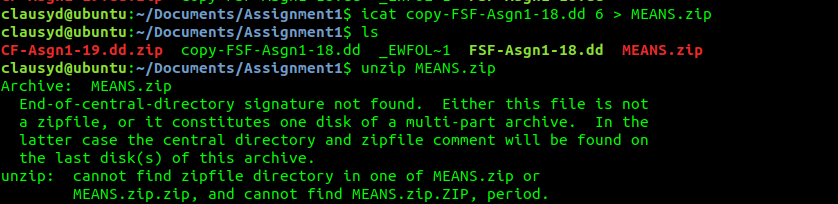 clausyd@ubuntu:~/Documents/Assignment1$ icat copy-FSF-Asgn1-18.dd 6 > MEANS.zip
clausyd@ubuntu:~/Documents/Assignment1$ ls
CF-Asgn1-19.dd.zip  copy-FSF-Asgn1-18.dd  _EWFOL~1  FSF-Asgn1-18.dd  MEANS.zip
clausyd@ubuntu:~/Documents/Assignment1$ unzip MEANS.zip
Archive:  MEANS.zip
  End-of-central-directory signature not found.  Either this file is not
  a zipfile, or it constitutes one disk of a multi-part archive.  In the
  latter case the central directory and zipfile comment will be found on
  the last disk(s) of this archive.
unzip:  cannot find zipfile directory in one of MEANS.zip or
        MEANS.zip.zip, and cannot find MEANS.zip.ZIP, period.